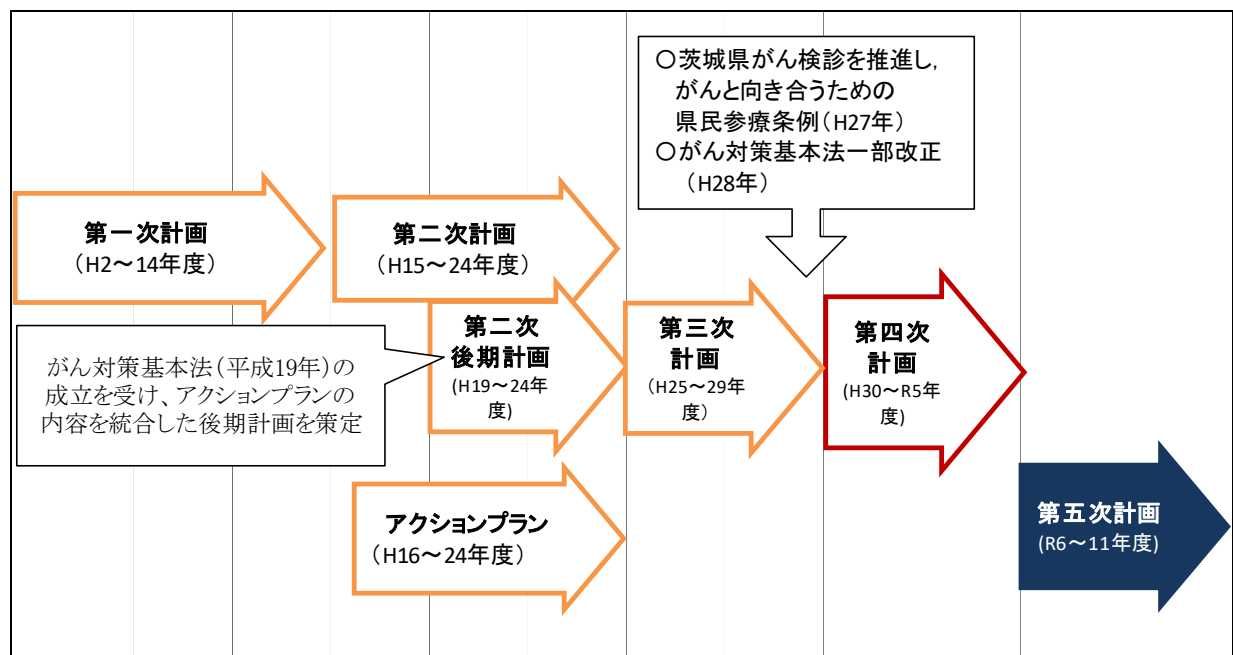 ○茨城県がん検診を推進し,
がんと向き合うための
県民参療条例(H27年)
○がん対策基本法一部改正
(H28年)
第一次計画
(H2～14年度)
第二次計画
(H15～24年度)
がん対策基本法(平成19年)の
成立を受け、アクションプランの
内容を統合した後期計画を策定
第二次
後期計画
(H19～24年
度)
第三次
計画
(H25～29年
度)
第四次
計画
(H30～R5年
度)
アクションプラン
(H16～24年度)
第五次計画
(R6～11年度)